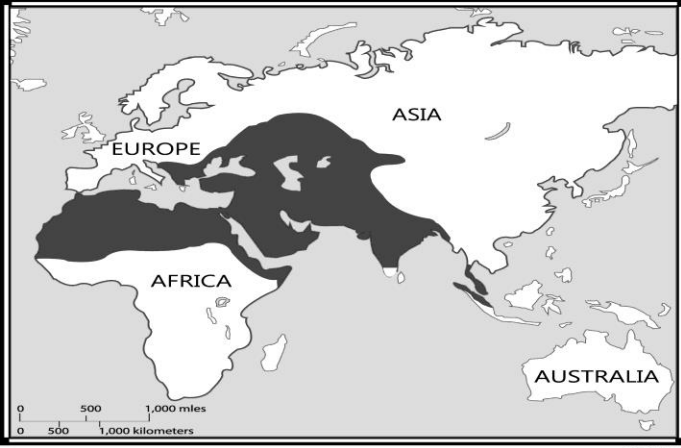 ASIA
EUROPE
AFRICA
AUSTRALIA
0 500 1,000 mles
0 500 1,000 kilometers